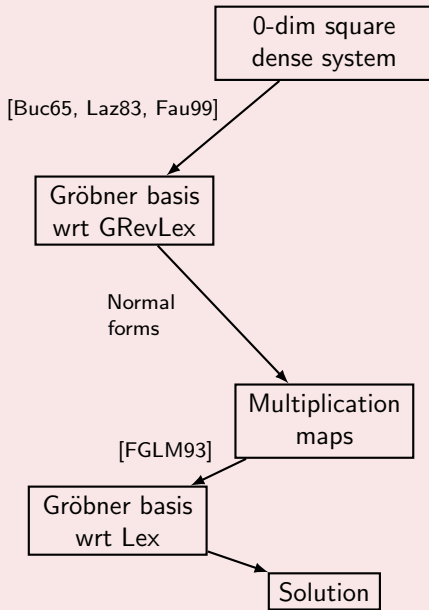 0-dim square
dense system
[Buc65, Laz83, Fau99]
Gröbner basis
wrt GRevLex
Normal
forms
Multiplication
maps
[FGLM93]
Gröbner basis
wrt Lex
Solution